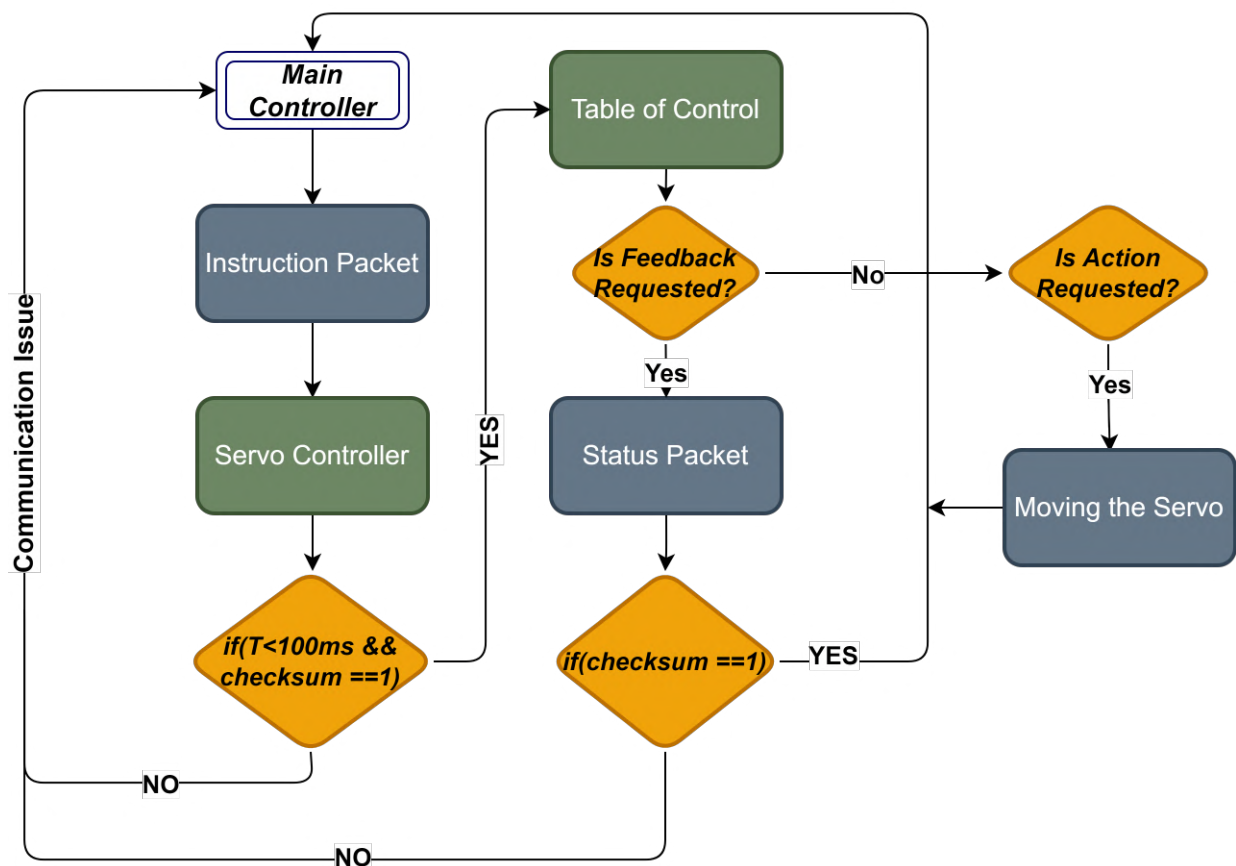 Main
Controller
Instruction Packet
Servo Controller
if(T<100ms &&
checksum ==1)
NO
Communication Issue
YES
Table of Control
Is Feedback
Requested?
No
Yes
Status Packet
if(checksum ==1)
YES
NO
Is Action
Requested?
Yes
Moving the Servo